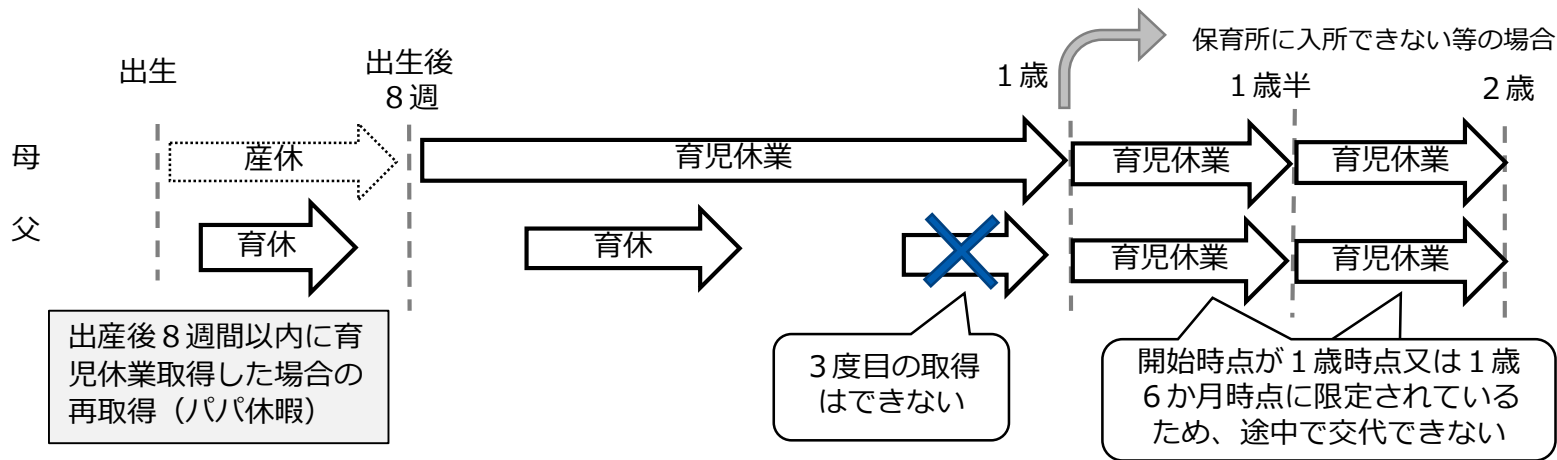 保育所に入所できない等の場合
出生
出生後
８週
１歳
１歳半
２歳
母
産休
育児休業
育児休業
育児休業
父
育休
育休
育児休業
育児休業
出産後８週間以内に育
児休業取得した場合の
再取得（パパ休暇）
３度目の取得
はできない
開始時点が１歳時点又は１歳
６か月時点に限定されている
ため、途中で交代できない